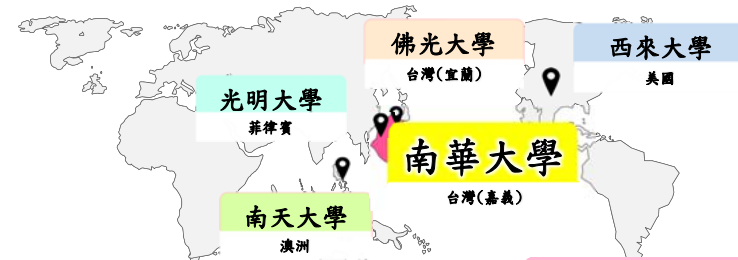 佛光大學
台灣(宜蘭)
西來大學
美國
光明大學
菲律賓
南華大學
台灣(嘉義)
南天大學
澳洲